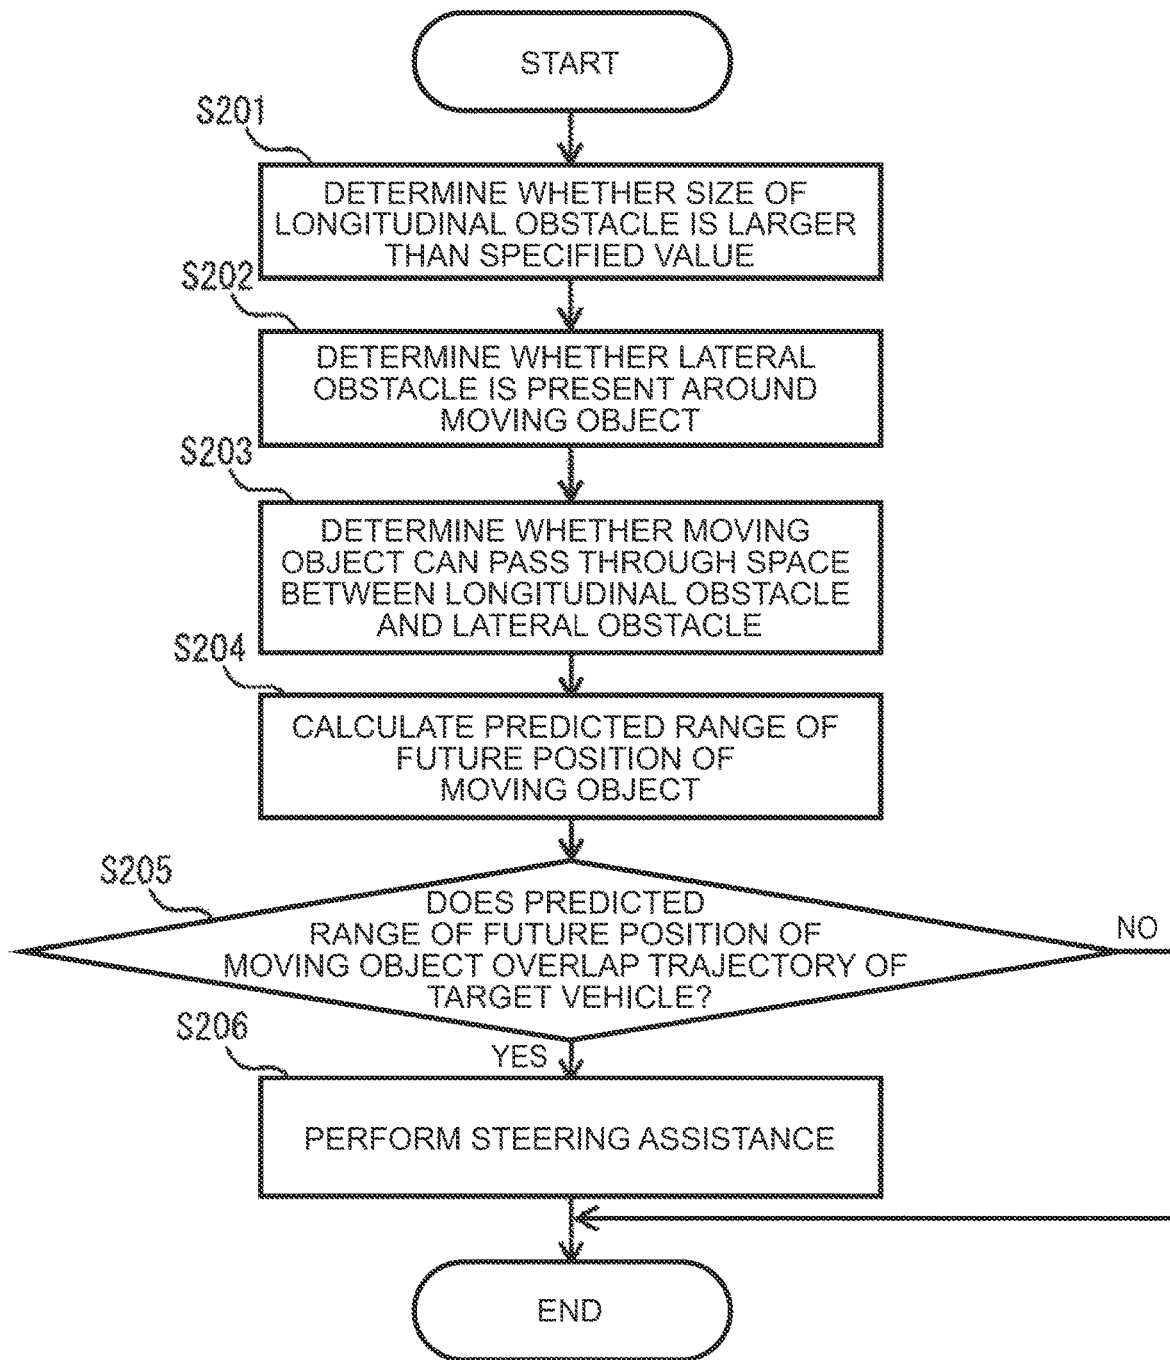 START
S201
DETERMINE WHETHER SIZE OF
LONGITUDINAL OBSTACLE IS LARGER
THAN SPECIFIED VALUE
S202
DETERMINE WHETHER LATERAL
OBSTACLE IS PRESENT AROUND
MOVING OBJECT
S203
DETERMINE WHETHER MOVING
OBJECT CAN PASS THROUGH SPACE
BETWEEN LONGITUDINAL OBSTACLE
AND LATERAL OBSTACLE
S204
CALCULATE PREDICTED RANGE OF
FUTURE POSITION OF
MOVING OBJECT
S205
DOES PREDICTED
RANGE OF FUTURE POSITION OF
MOVING OBJECT OVERLAP TRAJECTORY OF
TARGET VEHICLE?
NO
YES
S206
PERFORM STEERING ASSISTANCE
END